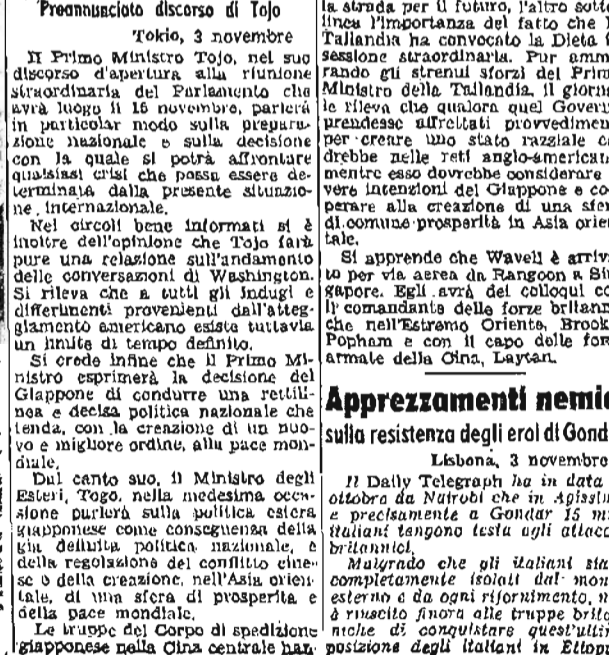 Preannunciato discorso di Tojo
Tokio, 3 novembre
Il Primo Ministro Tojo, nel suo
discorso d'apertura alla riunione
straordinaria del Parlamento che
avrà luogo il 15 novembre, parlerà
in particolar modo sulla prepara-
zione nazionale e sulla decisione
con la quale si potrà affrontare
qualsiasi crisi che possa essere de-
terminata dalla presente situazio-
ne internazionale.
Nei circoli bene informati si è
inoltre dell'opinione che Tojo farà
pure una relazione sull'andamento
delle conversazioni di Washington.
Si rileva che a tutti gli indugi e
differimenti provenienti dall'atteg-
giamento americano esiste tuttavia
un limite di tempo definito.
Si crede infine che il Primo Mi-
nistro esprimerà la decisione del
Giappone di condurre una rettili-
nea e decisa politica nazionale che
tenda, con la creazione di un nuo-
vo e migliore ordine, alla pace mon-
diale.
Dal canto suo, il Ministro degli
Esteri, Togo, nella medesima occa-
sione parlerà sulla politica estera
giapponese come conseguenza della
già definita politica nazionale, e
della regolazione del conflitto cine-
se o della creazione, nell'Asia orien-
tale, di una sfera di prosperità e
della pace mondiale.
Le truppe del Corpo di spedizione
giapponese nella Cina centrale han-
la strada per il futuro, l'altro sotto
linea l'importanza del fatto che
Tailandia ha convocato la Dieta
sessione straordinaria. Pur amm
rando gli strenui sforzi del Prim
Ministro della Tailandia, il giorna
le rileva che qualora quel Govern
prendesse affrettati provvedimen
per creare uno stato razziale c
drebbe nelle reti anglo-american
mentre esso dovrebbe considerare
vere intenzioni del Giappone e co
perare alla creazione di una sfer
di comune prosperità in Asia orien
tale.
Si apprende che Wavell è arriv
to per via aerea da Rangoon a Si
gapore. Egli avrà dei colloqui co
il comandante delle forze britann
che nell'Estremo Oriente, Brook
Popham e con il capo delle for
armate della Cina, Laytan.
Apprezzamenti nemic
sulla resistenza degli eroi di Gond
Lisbona, 3 novembre
Il Daily Telegraph ha in data
ottobre da Nairobi che in Abissin
e precisamente a Gondar 15 m
italiani tengono testa agli attacc
britannici.
Malgrado che gli italiani sia
completamente isolati dal mon
esterno e da ogni rifornimento, n
è riuscito finora alle truppe brita
niche di conquistare quest'ultim
posizione degli italiani in Etiop